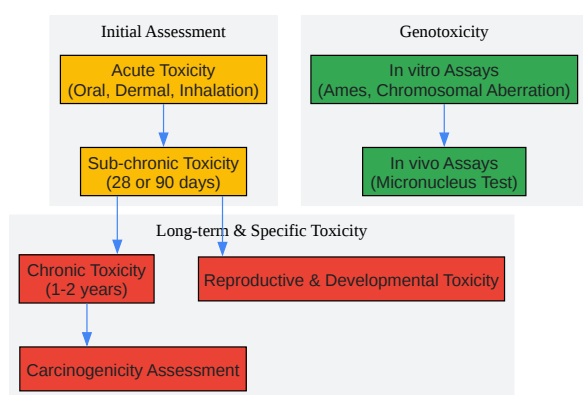 Initial Assessment
Acute Toxicity
(Oral, Dermal, Inhalation)
Sub-chronic Toxicity
(28 or 90 days)
Genotoxicity
In vitro Assays
(Ames, Chromosomal Aberration)
In vivo Assays
(Micronucleus Test)
Long-term & Specific Toxicity
Chronic Toxicity
(1-2 years)
Reproductive & Developmental Toxicity
Carcinogenicity Assessment